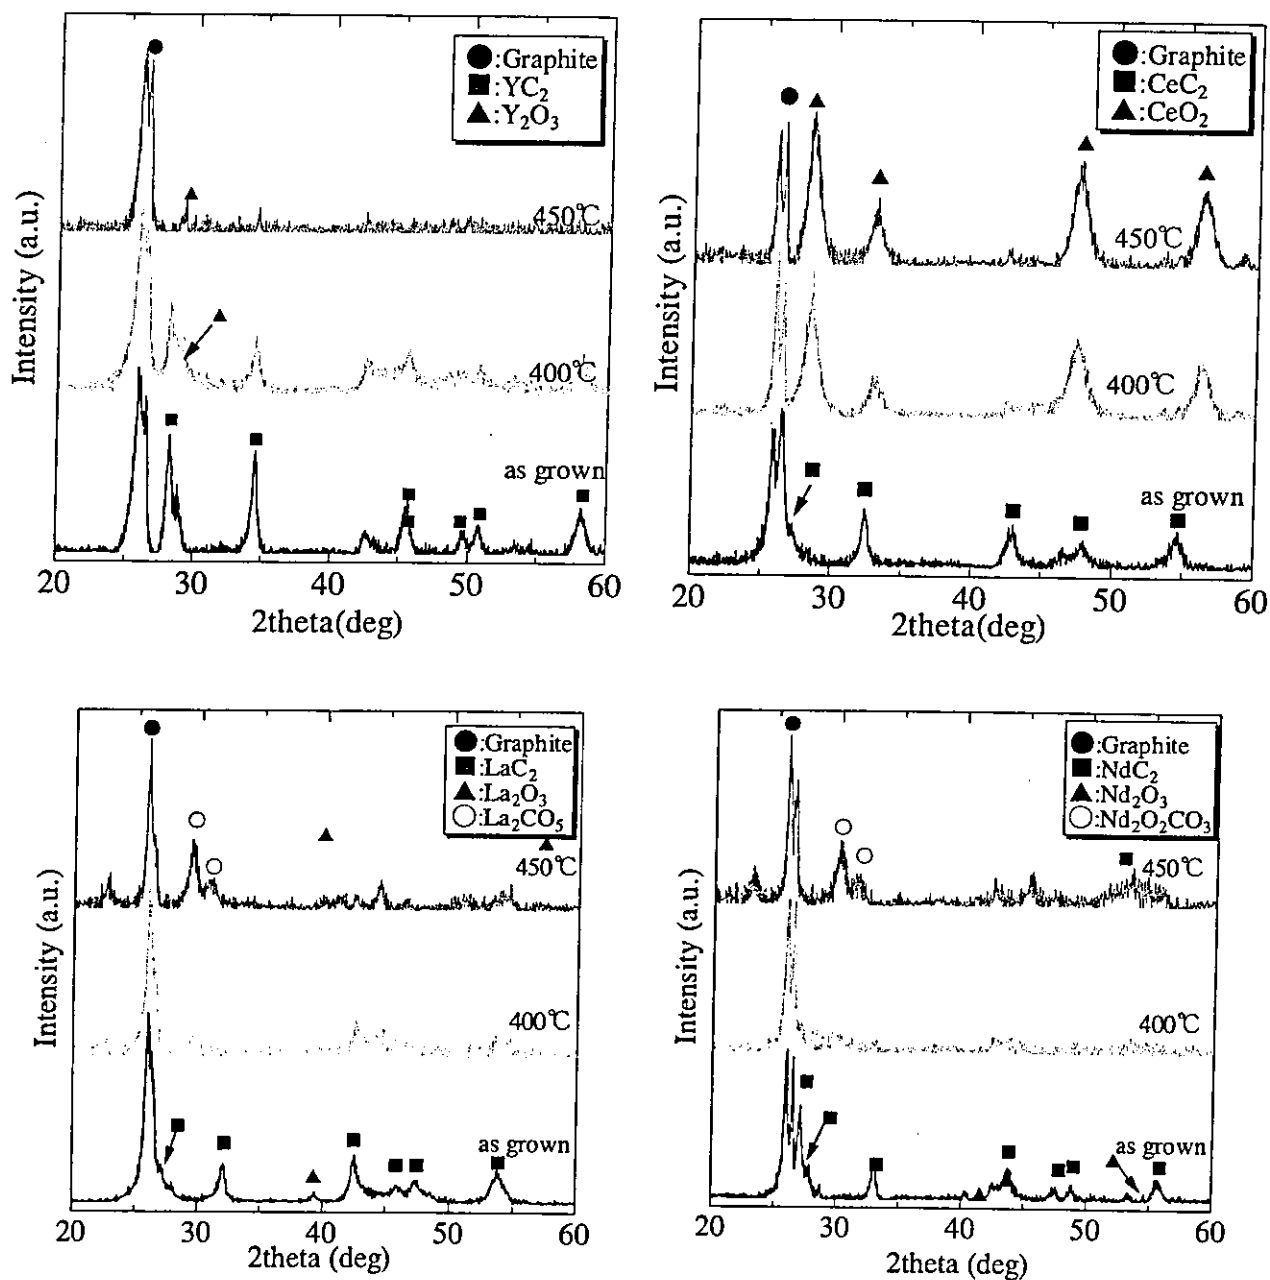 ●:Graphite
■:YC₂
▲:Y₂O₃
450℃
400℃
as grown
Intensity (a.u.)
20 30 40 50 60
2theta(deg)
●:Graphite
■:CeC₂
▲:CeO₂
450℃
400℃
as grown
Intensity (a.u.)
20 30 40 50 60
2theta(deg)
●:Graphite
■:LaC₂
▲:La₂O₃
○:La₂CO₅
450℃
400℃
as grown
Intensity (a.u.)
20 30 40 50 60
2theta (deg)
●:Graphite
■:NdC₂
▲:Nd₂O₃
○:Nd₂O₂CO₃
450℃
400℃
as grown
Intensity (a.u.)
20 30 40 50 60
2theta (deg)